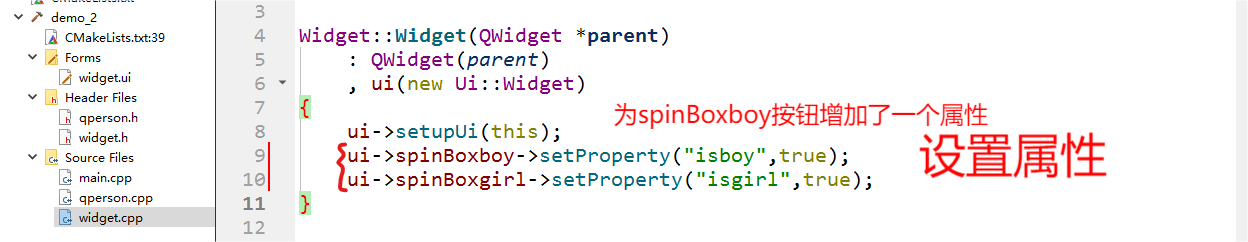 demo_2
CMakeLists.txt:39
Forms
widget.ui
Header Files
qperson.h
widget.h
Source Files
main.cpp
qperson.cpp
widget.cpp
3
4 Widget::Widget(QWidget *parent)
5 : QWidget(parent)
6 , ui(new Ui::Widget)
7 {
为spinBoxboy按钮增加了一个属性
8 ui->setupUi(this);
设置属性
9 ui->spinBoxboy->setProperty("isboy",true);
10 ui->spinBoxgirl->setProperty("isgirl",true);
11 }
12